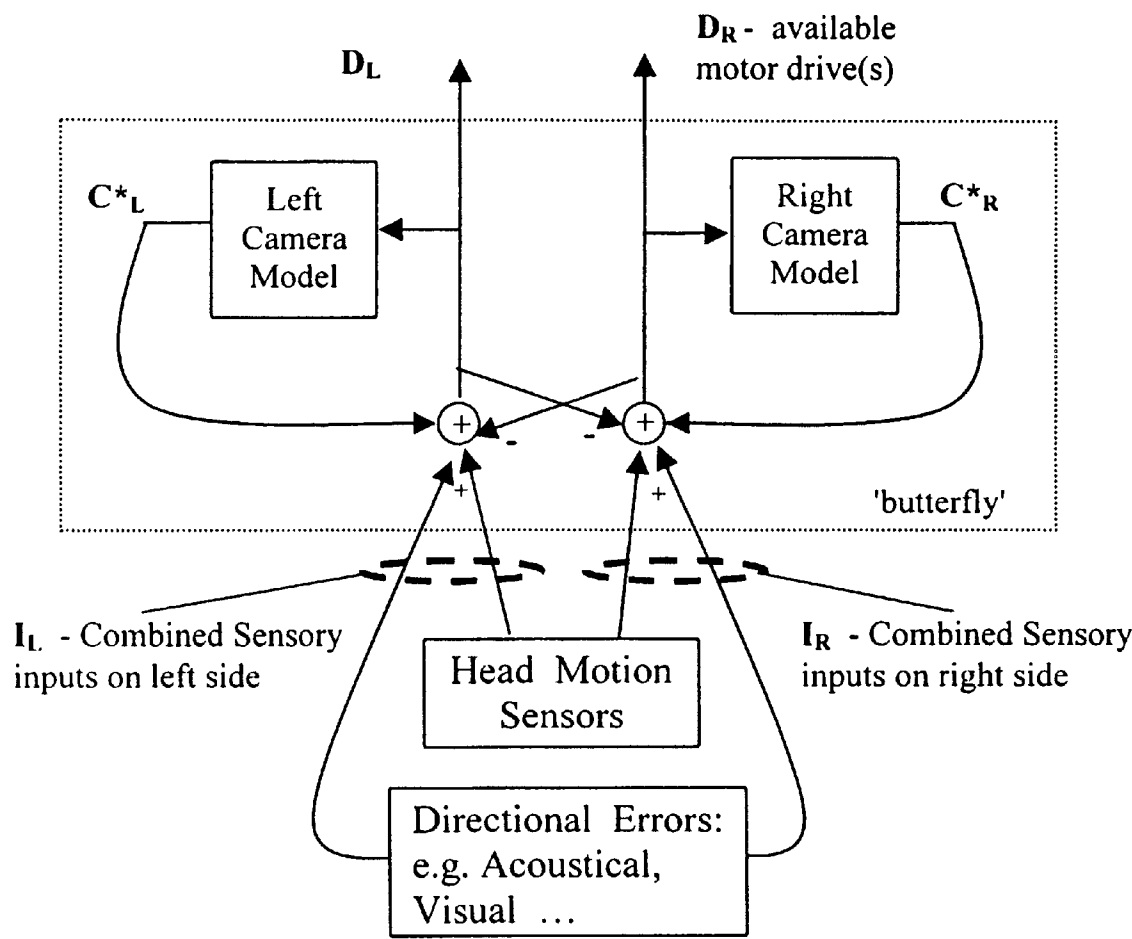 D_R - available
motor drive(s)
D_L
C*_L
Left
Camera
Model
Right
Camera
Model
C*_R
+
+
-
-
+
+
'butterfly'
I_L - Combined Sensory
inputs on left side
I_R - Combined Sensory
inputs on right side
Head Motion
Sensors
Directional Errors:
e.g. Acoustical,
Visual ...